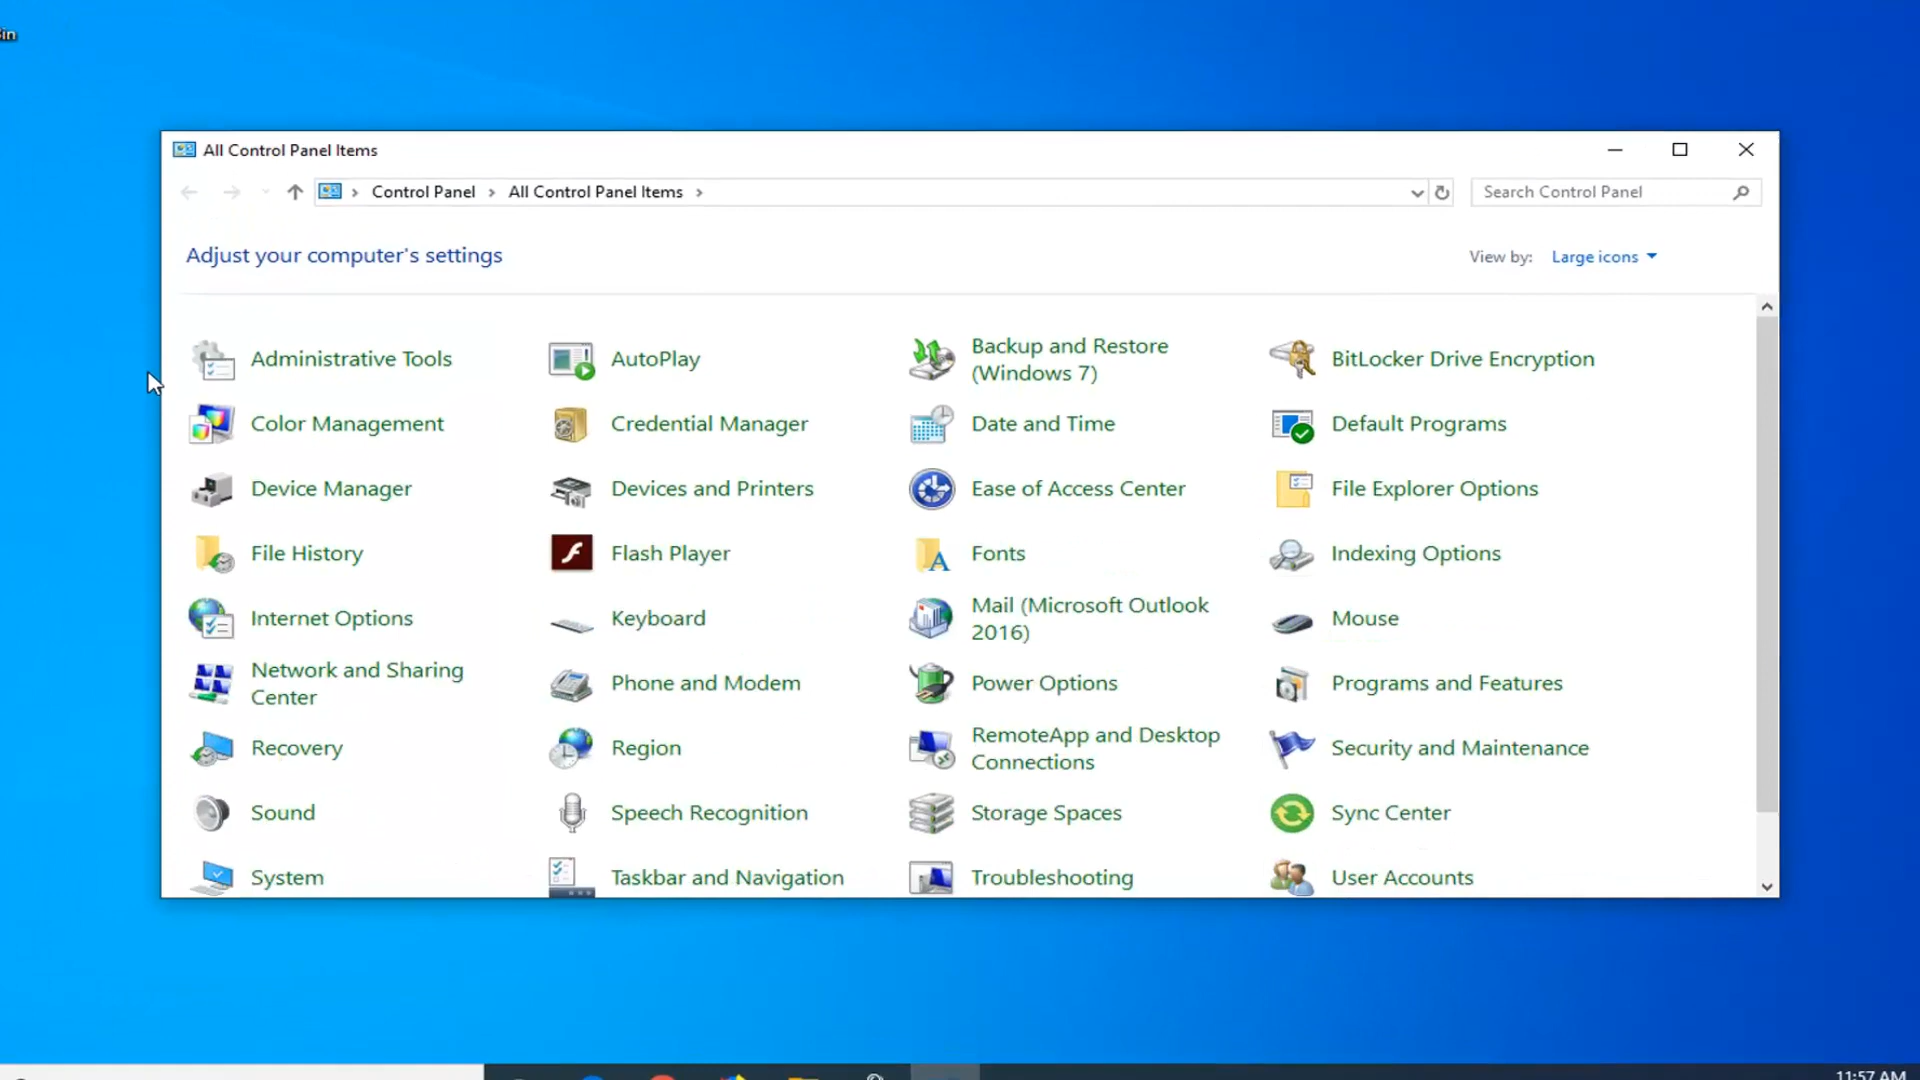 in
All Control Panel Items
Control Panel All Control Panel Items
Search Control Panel
Adjust your computer's settings
View by: Large icons
Administrative Tools
AutoPlay
Backup and Restore
(Windows 7)
BitLocker Drive Encryption
Color Management
Credential Manager
Date and Time
Default Programs
Device Manager
Devices and Printers
Ease of Access Center
File Explorer Options
File History
Flash Player
Fonts
Indexing Options
Internet Options
Keyboard
Mail (Microsoft Outlook
2016)
Mouse
Network and Sharing
Center
Phone and Modem
Power Options
Programs and Features
Recovery
Region
RemoteApp and Desktop
Connections
Security and Maintenance
Sound
Speech Recognition
Storage Spaces
Sync Center
System
Taskbar and Navigation
Troubleshooting
User Accounts
11:57 AM